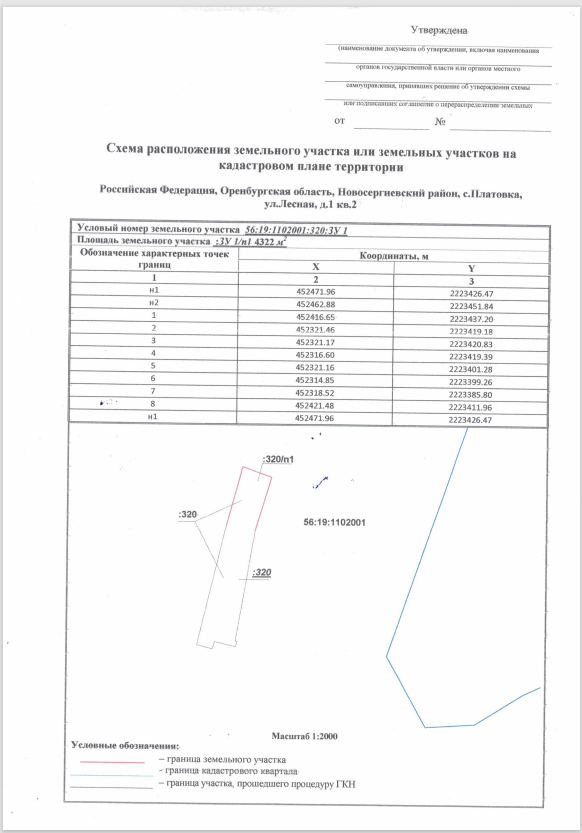 Утверждена
(наименование документа об утверждении, включая наименования
органов государственной власти или органов местного
самоуправления, принявших решение об утверждении схемы
или подписавших соглашение о перераспределении земельных
от № 
Схема расположения земельного участка или земельных участков на
кадастровом плане территории
Российская Федерация, Оренбургская область, Новосергиевский район, с.Платовка,
ул.Лесная, д.1 кв.2
Условый номер земельного участка 56:19:1102001:320:ЗУ 1
Площадь земельного участка :ЗУ 1/п1 4322 м²
Обозначение характерных точек границ Координаты, м
X Y
1 2 3
н1 452471.96 2223426.47
н2 452462.88 2223451.84
1 452416.65 2223437.20
2 452321.46 2223419.18
3 452321.17 2223420.83
4 452316.60 2223419.39
5 452321.16 2223401.28
6 452314.85 2223399.26
7 452318.52 2223385.80
8 452421.48 2223411.96
н1 452471.96 2223426.47
:320/п1
:320
56:19:1102001
:320
Масштаб 1:2000
Условные обозначения:
– граница земельного участка
- граница кадастрового квартала
– граница участка, прошедшего процедуру ГКН